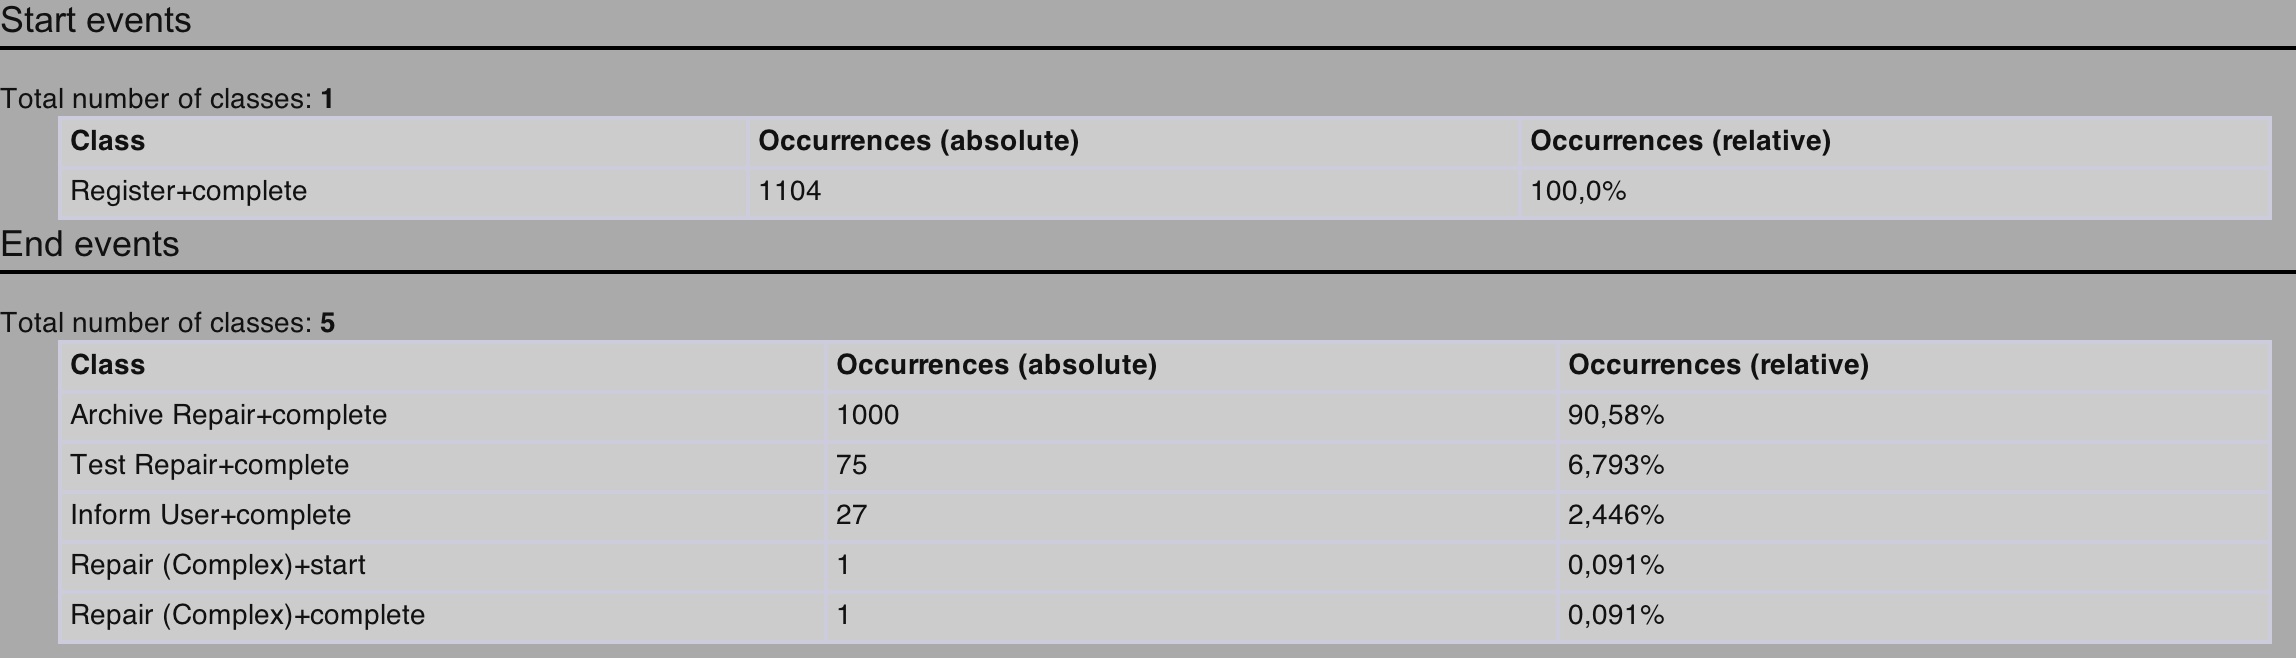 Start events
Total number of classes: 1
Class Occurrences (absolute) Occurrences (relative)
Register+complete 1104 100,0%
End events
Total number of classes: 5
Class Occurrences (absolute) Occurrences (relative)
Archive Repair+complete 1000 90,58%
Test Repair+complete 75 6,793%
Inform User+complete 27 2,446%
Repair (Complex)+start 1 0,091%
Repair (Complex)+complete 1 0,091%